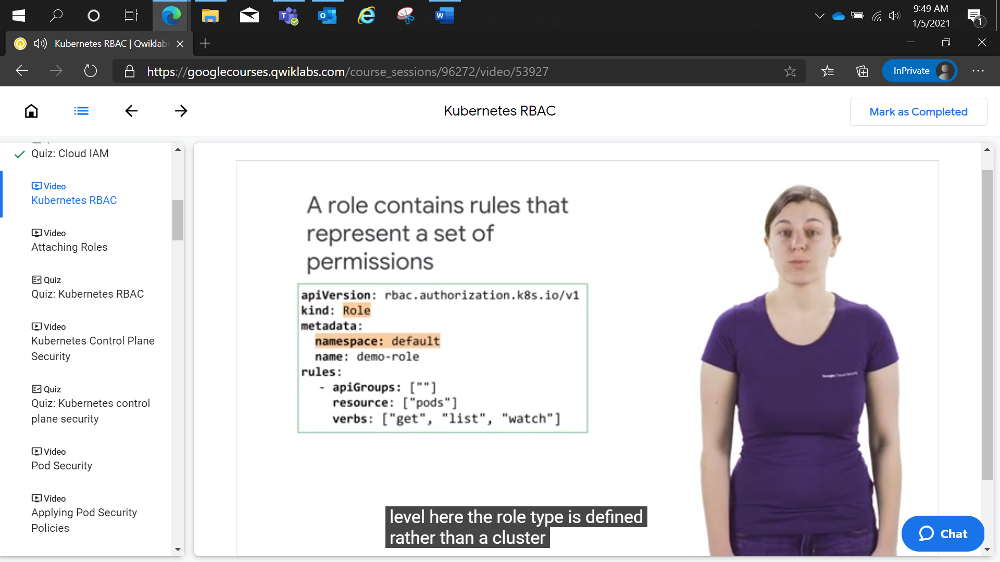 9:49 AM
1/5/2021
1
Kubernetes RBAC | Qwiklabs
https://googlecourses.qwiklabs.com/course_sessions/96272/video/53927
InPrivate
Kubernetes RBAC
Mark as Completed
Quiz: Cloud IAM
Video
Kubernetes RBAC
Video
Attaching Roles
Quiz
Quiz: Kubernetes RBAC
Video
Kubernetes Control Plane
Security
Quiz
Quiz: Kubernetes control
plane security
Video
Pod Security
Video
Applying Pod Security
Policies
A role contains rules that
represent a set of
permissions
apiVersion: rbac.authorization.k8s.io/v1
kind: Role
metadata:
namespace: default
name: demo-role
rules:
- apiGroups: [""]
resource: ["pods"]
verbs: ["get", "list", "watch"]
Google Cloud Security
level here the role type is defined
rather than a cluster
Chat